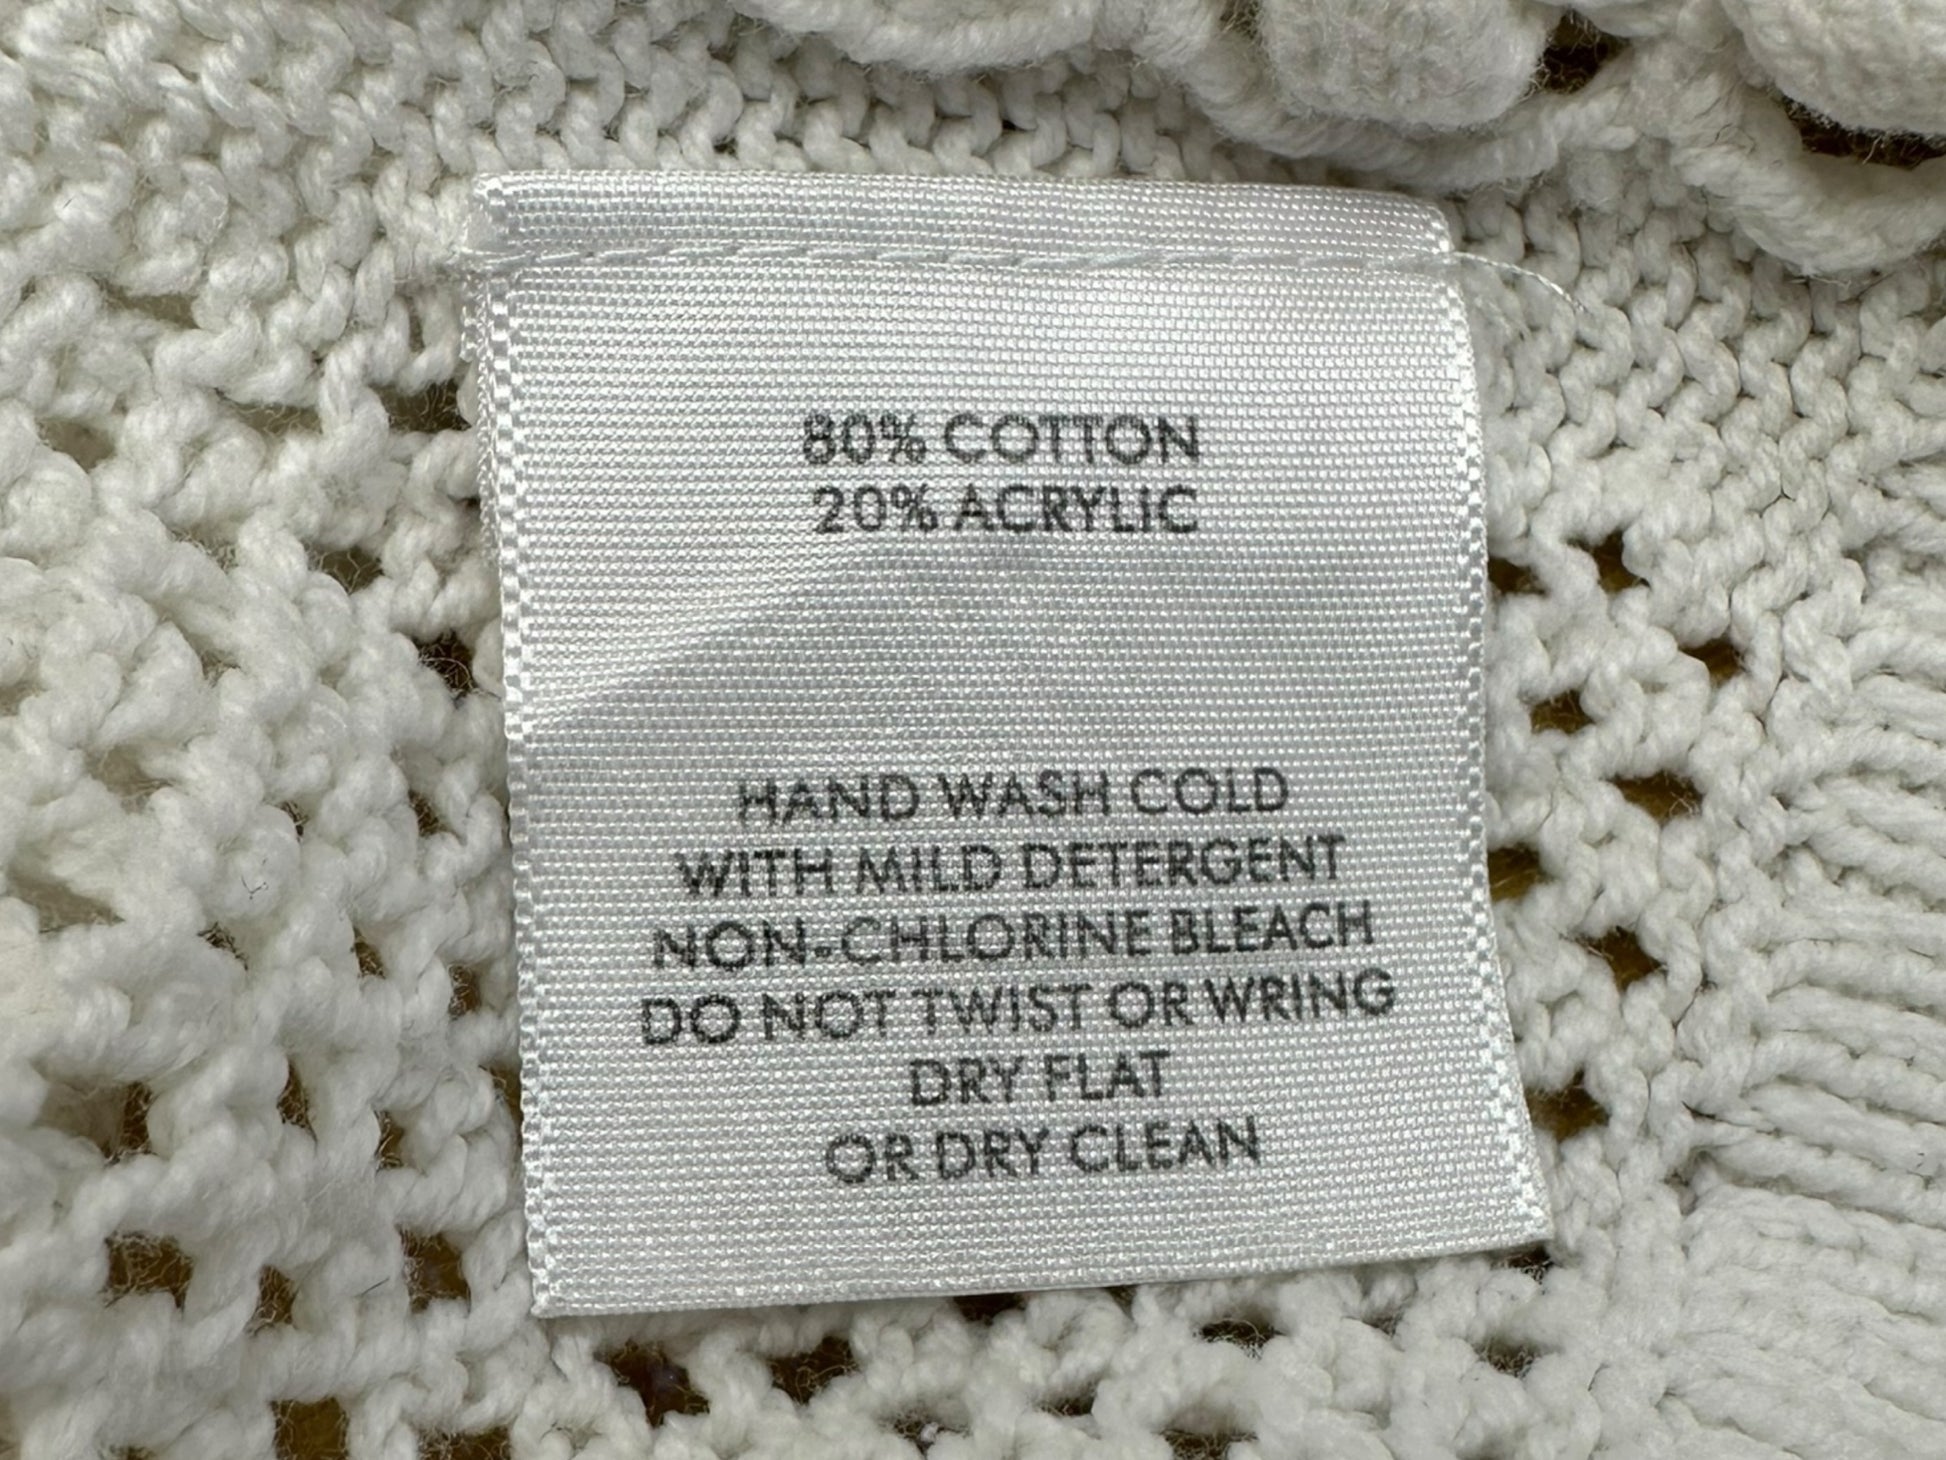 80% COTTON
20% ACRYLIC
HAND WASH COLD
WITH MILD DETERGENT
NON-CHLORINE BLEACH
DO NOT TWIST OR WRING
DRY FLAT
OR DRY CLEAN